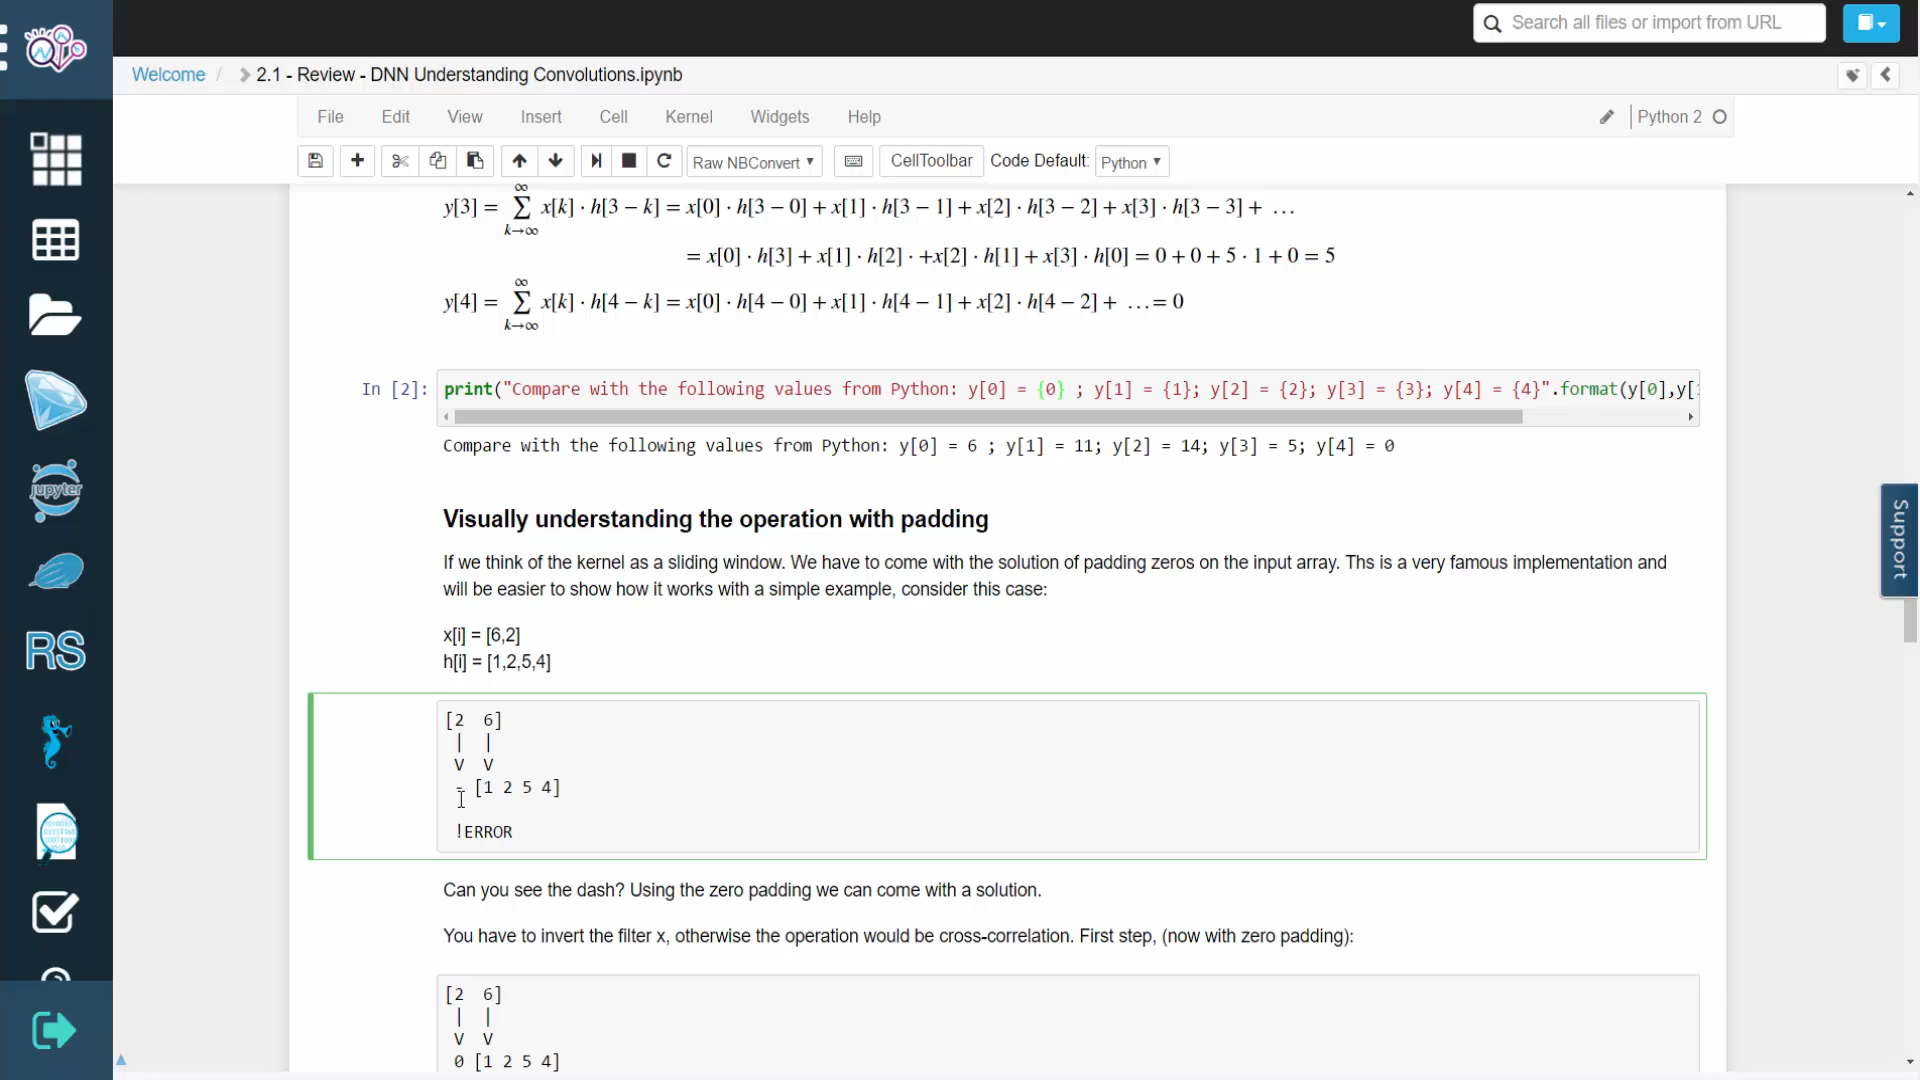 Search all files or import from URL
Welcome / 2.1 - Review - DNN Understanding Convolutions.ipynb
File Edit View Insert Cell Kernel Widgets Help
Python 2
Raw NBConvert CellToolbar Code Default: Python
y[3] = ∞ ∑ k→∞ x[k] · h[3 − k] = x[0] · h[3 − 0] + x[1] · h[3 − 1] + x[2] · h[3 − 2] + x[3] · h[3 − 3] + …
= x[0] · h[3] + x[1] · h[2] · +x[2] · h[1] + x[3] · h[0] = 0 + 0 + 5 · 1 + 0 = 5
y[4] = ∞ ∑ k→∞ x[k] · h[4 − k] = x[0] · h[4 − 0] + x[1] · h[4 − 1] + x[2] · h[4 − 2] + … = 0
In [2]: print("Compare with the following values from Python: y[0] = {0} ; y[1] = {1}; y[2] = {2}; y[3] = {3}; y[4] = {4}".format(y[0],y[
Compare with the following values from Python: y[0] = 6 ; y[1] = 11; y[2] = 14; y[3] = 5; y[4] = 0
Visually understanding the operation with padding
If we think of the kernel as a sliding window. We have to come with the solution of padding zeros on the input array. Ths is a very famous implementation and
will be easier to show how it works with a simple example, consider this case:
x[i] = [6,2]
h[i] = [1,2,5,4]
[2  6]
|  |
V  V
- [1 2 5 4]
!ERROR
Can you see the dash? Using the zero padding we can come with a solution.
You have to invert the filter x, otherwise the operation would be cross-correlation. First step, (now with zero padding):
[2  6]
|  |
V  V
0 [1 2 5 4]
jupyter
RS
Support